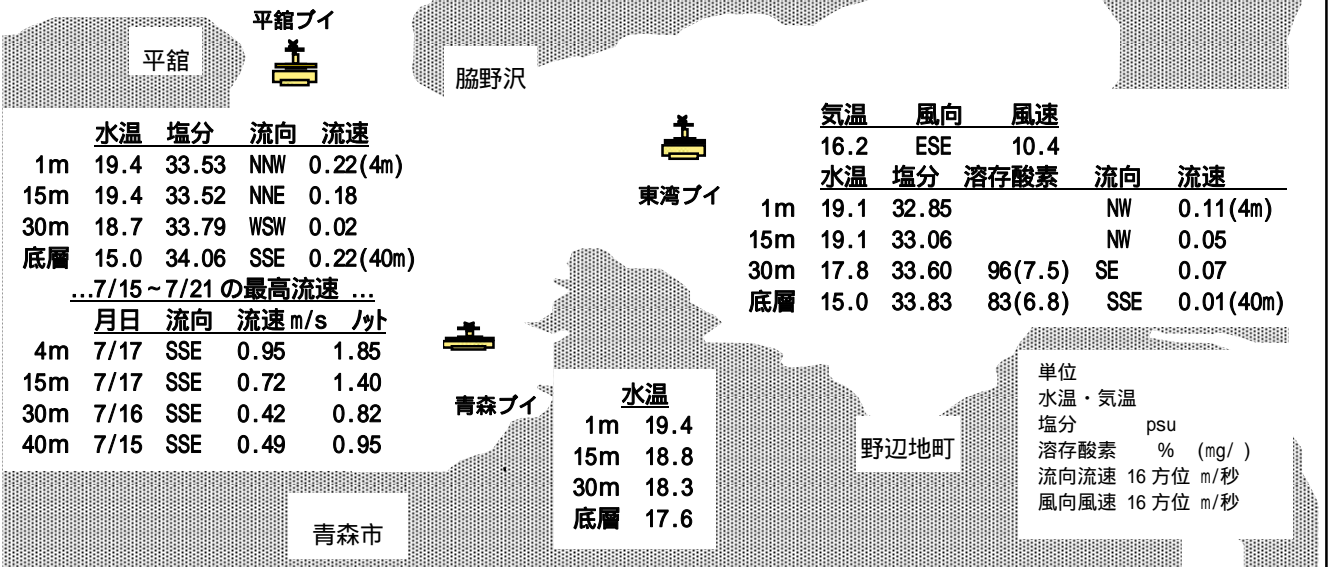 平舘ブイ
平舘
脇野沢
水温 塩分 流向 流速
1m 19.4 33.53 NNW 0.22(4m)
15m 19.4 33.52 NNE 0.18
30m 18.7 33.79 WSW 0.02
底層 15.0 34.06 SSE 0.22(40m)
…7/15~7/21の最高流速 …
月日 流向 流速m/s ノット
4m 7/17 SSE 0.95 1.85
15m 7/17 SSE 0.72 1.40
30m 7/16 SSE 0.42 0.82
40m 7/15 SSE 0.49 0.95
東湾ブイ
気温 風向 風速
16.2 ESE 10.4
水温 塩分 溶存酸素 流向 流速
1m 19.1 32.85 NW 0.11(4m)
15m 19.1 33.06 NW 0.05
30m 17.8 33.60 96(7.5) SE 0.07
底層 15.0 33.83 83(6.8) SSE 0.01(40m)
青森ブイ
水温
1m 19.4
15m 18.8
30m 18.3
底層 17.6
野辺地町
単位
水温・気温
塩分 psu
溶存酸素 % (mg/ )
流向流速 16方位 m/秒
風向風速 16方位 m/秒
青森市